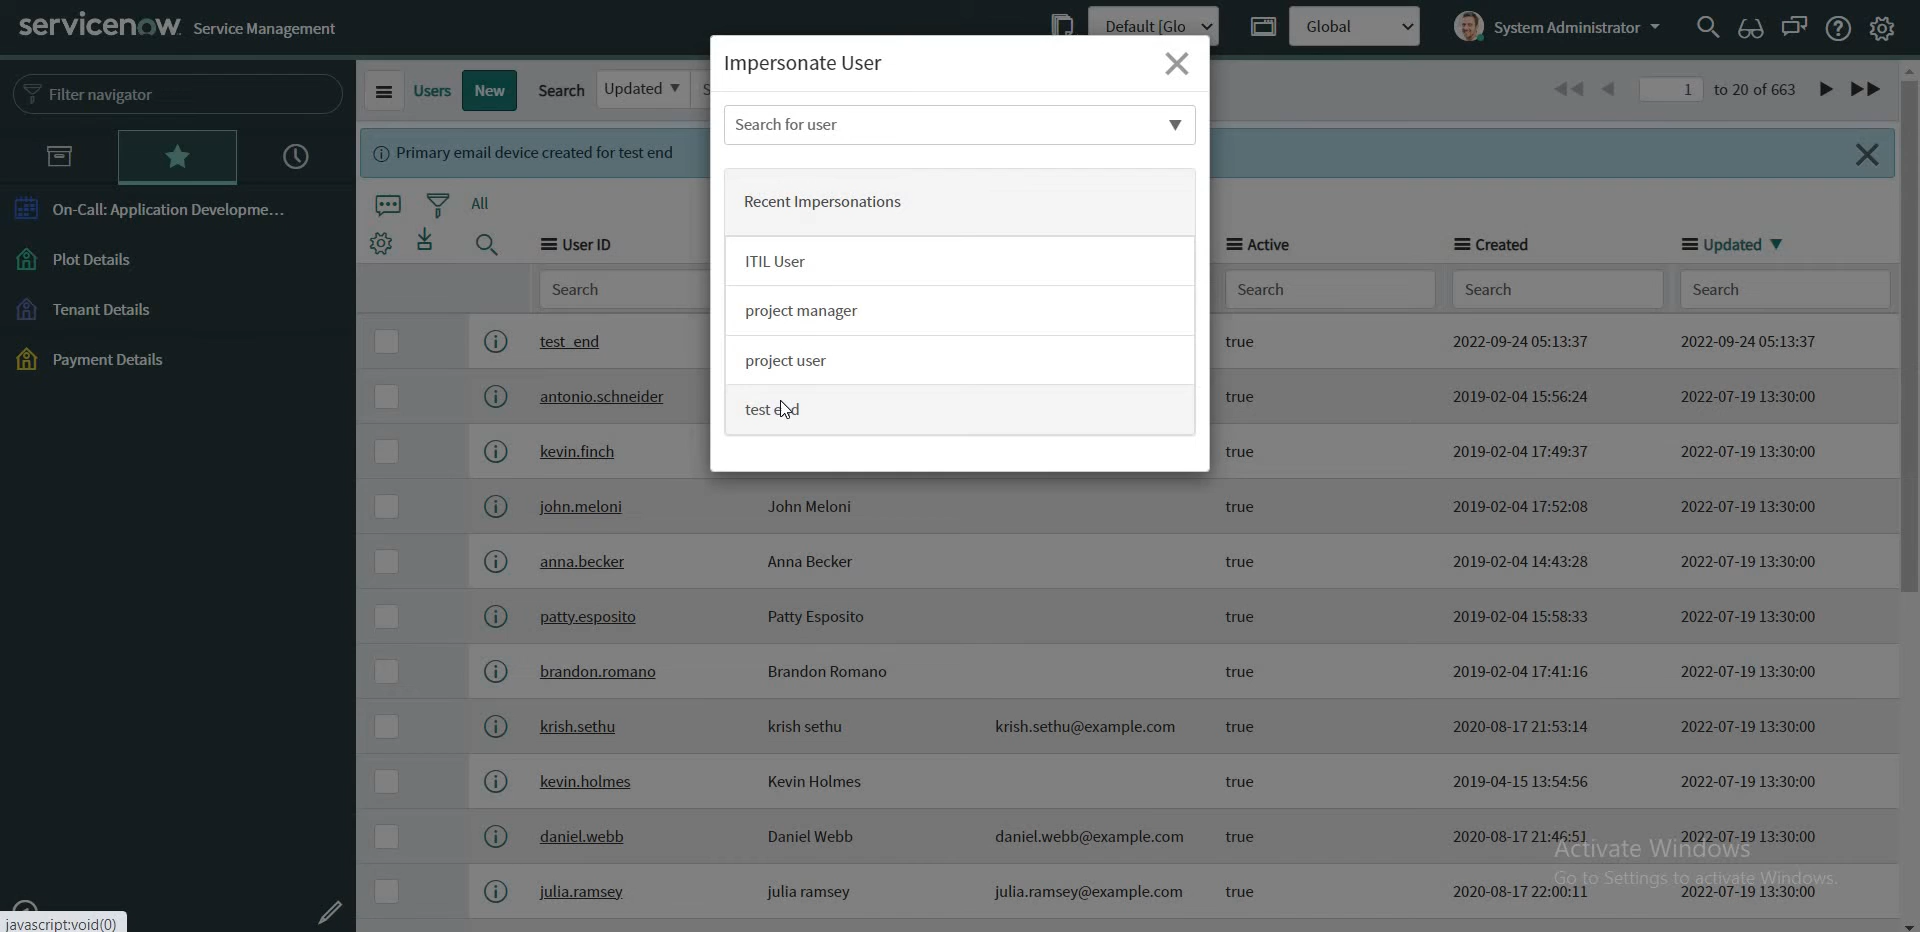 servicenow. Service Management
Default [Glo
Global
System Administrator
Filter navigator
On-Call: Application Developme...
Plot Details
Tenant Details
Payment Details
javascript:void(0)
Users New Search Updated S
1 to 20 of 663
Primary email device created for test end
All
User ID Active Created Updated
Search Search Search Search
test_end true 2022-09-24 05:13:37 2022-09-24 05:13:37
antonio.schneider true 2019-02-04 15:56:24 2022-07-19 13:30:00
kevin.finch true 2019-02-04 17:49:37 2022-07-19 13:30:00
john.meloni John Meloni true 2019-02-04 17:52:08 2022-07-19 13:30:00
anna.becker Anna Becker true 2019-02-04 14:43:28 2022-07-19 13:30:00
patty.esposito Patty Esposito true 2019-02-04 15:58:33 2022-07-19 13:30:00
brandon.romano Brandon Romano true 2019-02-04 17:41:16 2022-07-19 13:30:00
krish.sethu krish sethu krish.sethu@example.com true 2020-08-17 21:53:14 2022-07-19 13:30:00
kevin.holmes Kevin Holmes true 2019-04-15 13:54:56 2022-07-19 13:30:00
daniel.webb Daniel Webb daniel.webb@example.com true 2020-08-17 21:46:51 2022-07-19 13:30:00
julia.ramsey julia ramsey julia.ramsey@example.com true 2020-08-17 22:00:11 2022-07-19 13:30:00
Impersonate User
Search for user
Recent Impersonations
ITIL User
project manager
project user
test end
Activate Windows
Go to Settings to activate Windows.